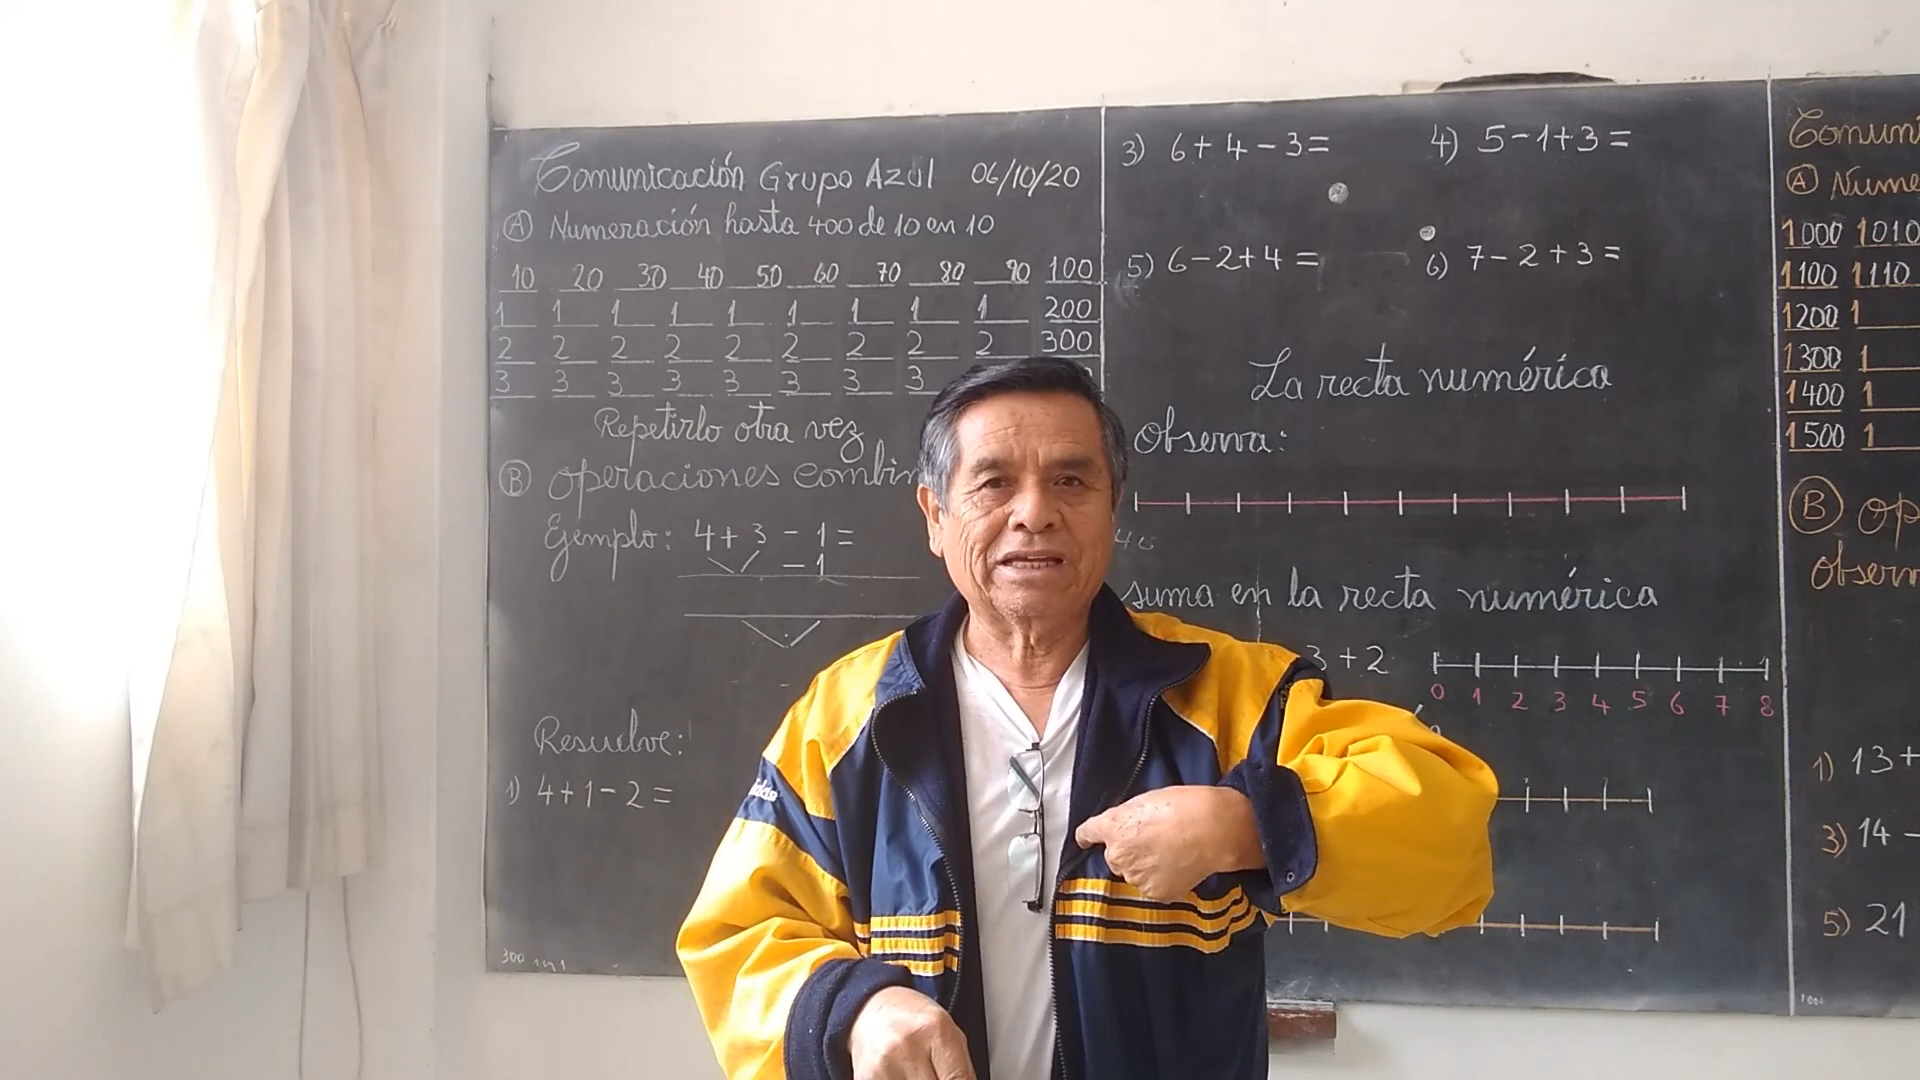 Comunicación Grupo Azul 06/10/20
Ⓐ Numeración hasta 400 de 10 en 10
10 20 30 40 50 60 70 80 90 100
1 1 1 1 1 1 1 1 1 200
2 2 2 2 2 2 2 2 2 300
3 3 3 3 3 3 3 3
Repetirlo otra vez
Ⓑ operaciones combin
Ejemplo: 4+3-1=
-1
Resuelve:
1) 4+1-2=
3) 6+4-3= 4) 5-1+3=
5) 6-2+4= 6) 7-2+3=
La recta numérica
Observa:
suma en la recta numérica
3+2
0 1 2 3 4 5 6 7 8
Comuni
Ⓐ Nume
1000 1010
1100 1110
1200 1
1300 1
1400 1
1500 1
Ⓑ op
Observ
1) 13+
3) 14-
5) 21